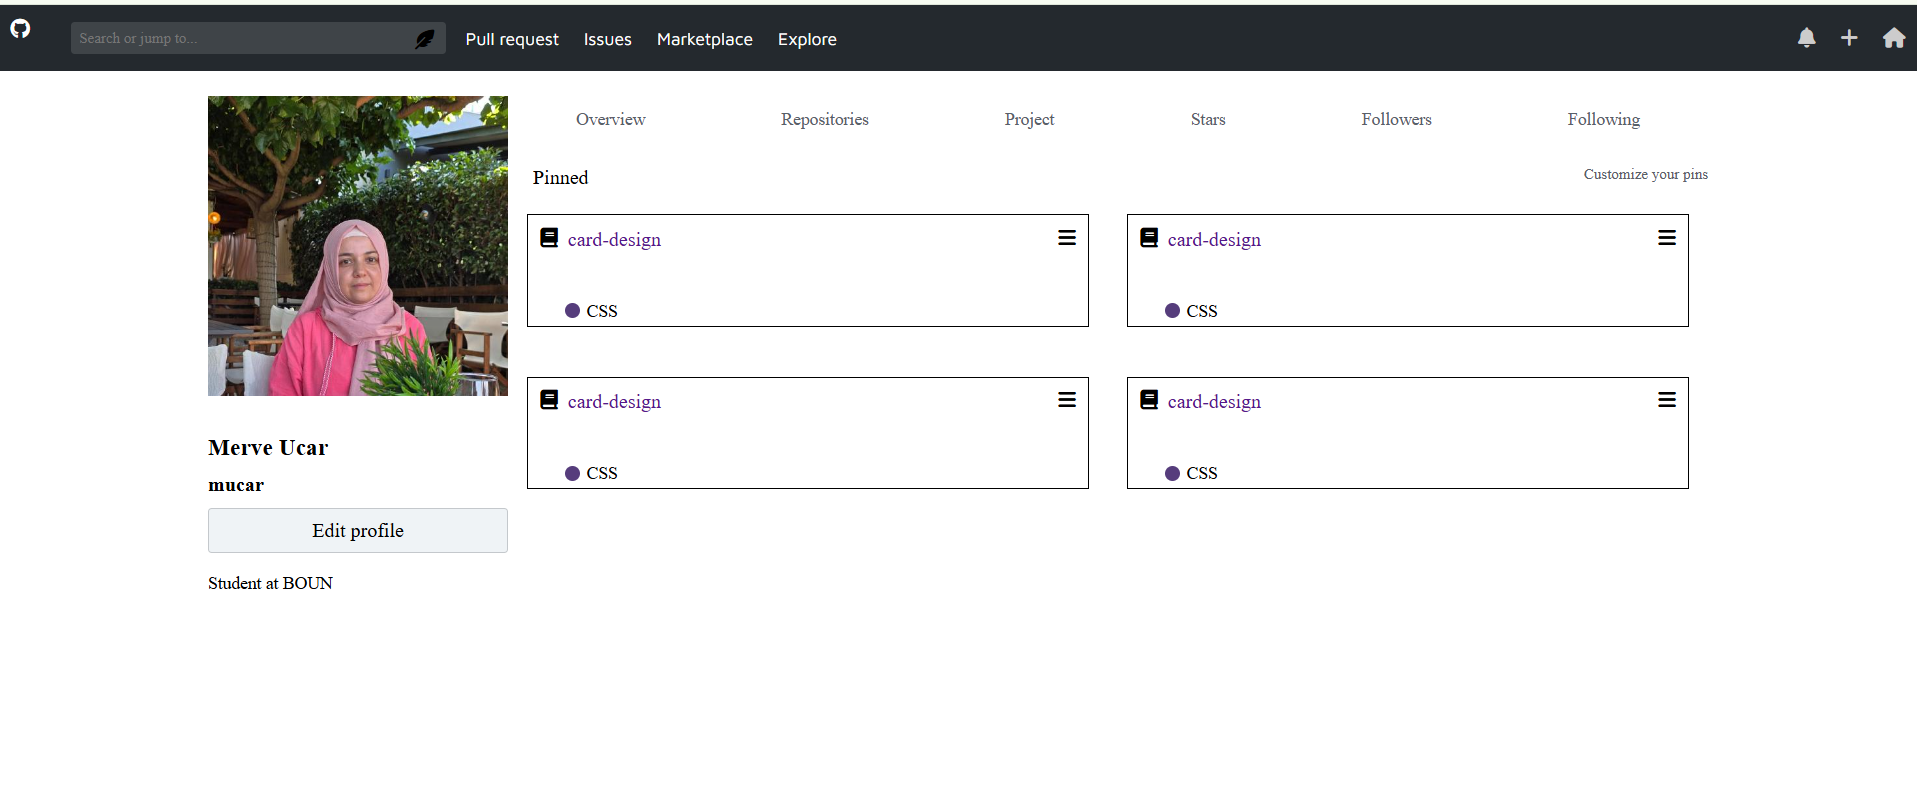 Search or jump to... Pull request Issues Marketplace Explore
Overview Repositories Project Stars Followers Following
Pinned Customize your pins
card-design card-design
CSS CSS
card-design card-design
CSS CSS
Merve Ucar
mucar
Edit profile
Student at BOUN